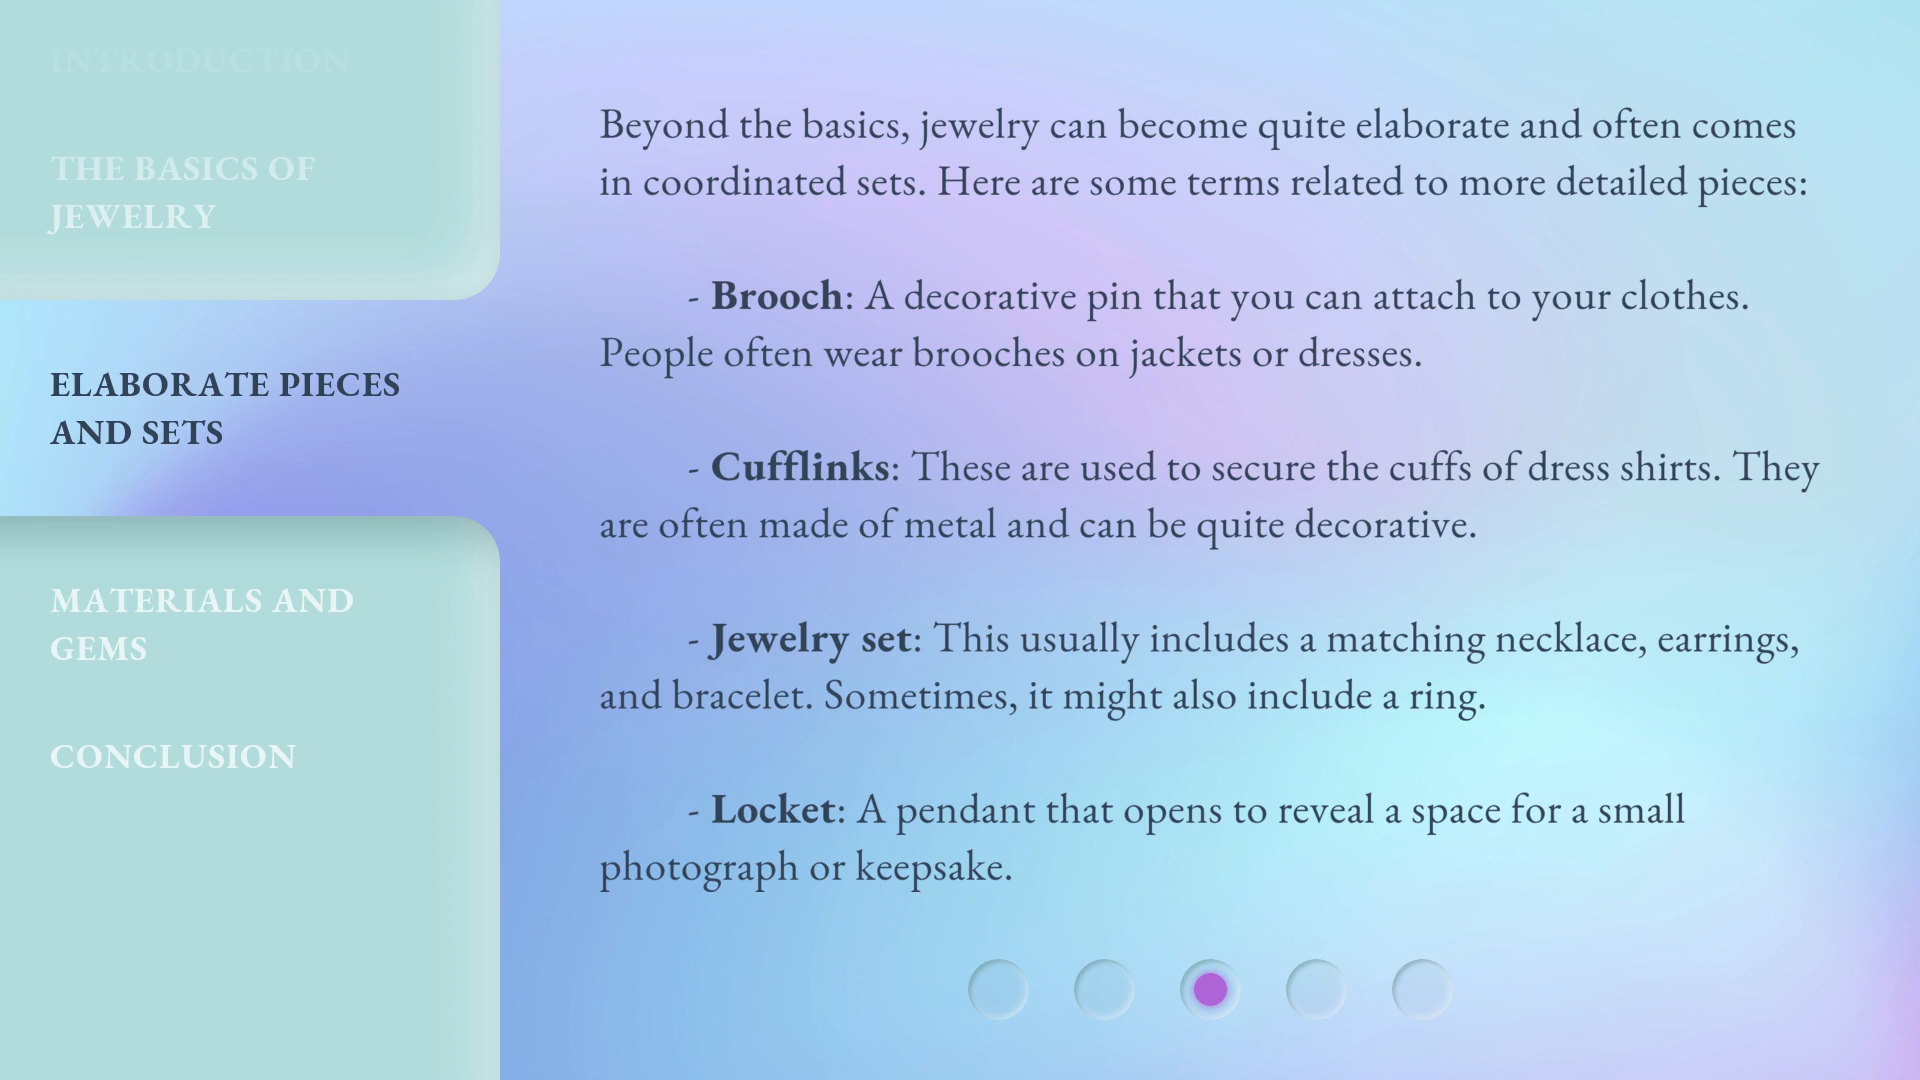 INTRODUCTION
THE BASICS OF
JEWELRY
ELABORATE PIECES
AND SETS
MATERIALS AND
GEMS
CONCLUSION
Beyond the basics, jewelry can become quite elaborate and often comes
in coordinated sets. Here are some terms related to more detailed pieces:
- Brooch: A decorative pin that you can attach to your clothes.
People often wear brooches on jackets or dresses.
- Cufflinks: These are used to secure the cuffs of dress shirts. They
are often made of metal and can be quite decorative.
- Jewelry set: This usually includes a matching necklace, earrings,
and bracelet. Sometimes, it might also include a ring.
- Locket: A pendant that opens to reveal a space for a small
photograph or keepsake.